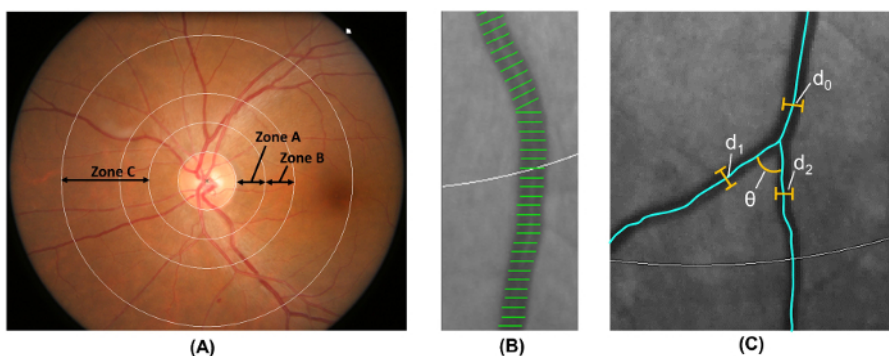 Zone A
Zone B
Zone C
(A)
(B)
d₀
d₁
d₂
θ
(C)